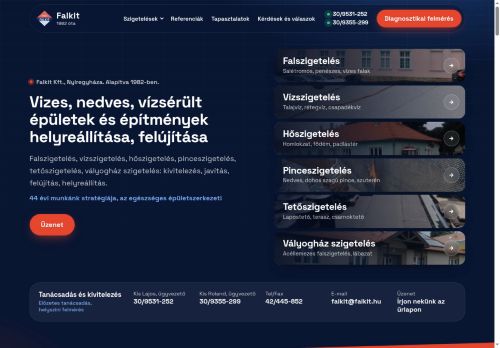 Falkit
1982 óta
Szigetelések
Referenciák
Tapasztalatok
Kérdések és válaszok
30/9531-252
30/9355-299
Diagnosztikai felmérés
Falkit Kft., Nyíregyháza. Alapítva 1982-ben.
Vizes, nedves, vízsérült
épületek és építmények
helyreállítása, felújítása
Falszigetelés, vízszigetelés, hőszigetelés, pinceszigetelés,
tetőszigetelés, vályogház szigetelés: kivitelezés, javítás,
felújítás, helyreállítás.
44 évi munkánk stratégiája, az egészséges épületszerkezet!
Üzenet
Falszigetelés
Salétromos, penészes, vizes falak
Vízszigetelés
Talajvíz, rétegvíz, csapadékvíz
Hőszigetelés
Homlokzat, födém, padlástér
Pinceszigetelés
Nedves, dohos szagú pince, szuterén
Tetőszigetelés
Lapostető, terasz, csarnoktető
Vályogház szigetelés
Acéllemezes falszigetelés, lábazat
Tanácsadás és kivitelezés
Előzetes tanácsadás,
helyszíni felmérés
Kis Lajos, ügyvezető
30/9531-252
Kis Roland, ügyvezető
30/9355-299
Tel/fax
42/445-852
E-mail
falkit@falkit.hu
Üzenet
Írjon nekünk az
űrlapon